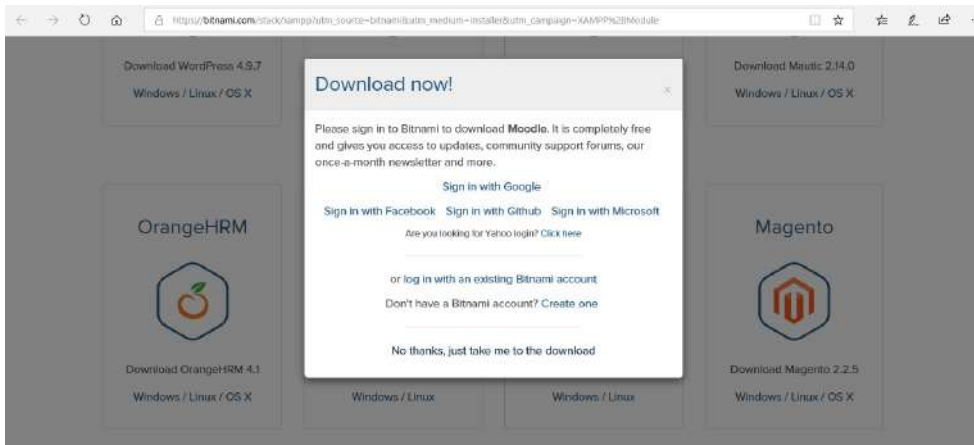 https://bitnami.com/stack/xampp?utm_source=bitnami&utm_medium=installer&utm_campaign=XAMPP%2BModule
Download WordPress 4.9.7
Windows / Linux / OS X
Download Mautic 2.14.0
Windows / Linux / OS X
Download now!
x
Please sign in to Bitnami to download Moodle. It is completely free
and gives you access to updates, community support forums, our
once-a-month newsletter and more.
Sign in with Google
Sign in with Facebook Sign in with Github Sign in with Microsoft
Are you looking for Yahoo login? Click here
or log in with an existing Bitnami account
Don't have a Bitnami account? Create one
No thanks, just take me to the download
OrangeHRM
Download OrangeHRM 4.1
Windows / Linux / OS X
Windows / Linux
Windows / Linux
Magento
Download Magento 2.2.5
Windows / Linux / OS X